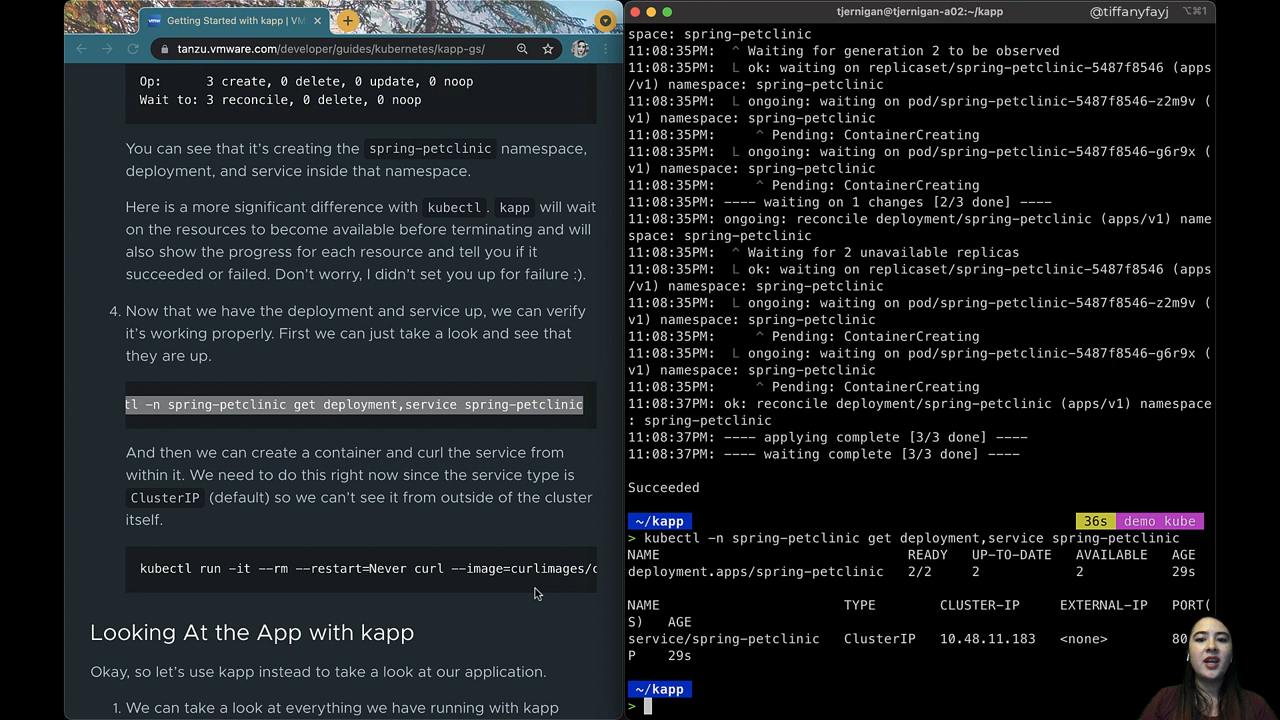 Getting Started with kapp | VM
tanzu.vmware.com/developer/guides/kubernetes/kapp-gs/
Op: 3 create, 0 delete, 0 update, 0 noop
Wait to: 3 reconcile, 0 delete, 0 noop
You can see that it's creating the spring-petclinic namespace,
deployment, and service inside that namespace.
Here is a more significant difference with kubectl. kapp will wait
on the resources to become available before terminating and will
also show the progress for each resource and tell you if it
succeeded or failed. Don't worry, I didn't set you up for failure :).
4. Now that we have the deployment and service up, we can verify
it's working properly. First we can just take a look and see that
they are up.
tl -n spring-petclinic get deployment,service spring-petclinic
And then we can create a container and curl the service from
within it. We need to do this right now since the service type is
ClusterIP (default) so we can't see it from outside of the cluster
itself.
kubectl run -it --rm --restart=Never curl --image=curlimages/c
Looking At the App with kapp
Okay, so let's use kapp instead to take a look at our application.
1. We can take a look at everything we have running with kapp
tjernigan@tjernigan-a02:~/kapp
@tiffanyfayj
⌥⌘1
space: spring-petclinic
11:08:35PM: ^ Waiting for generation 2 to be observed
11:08:35PM: L ok: waiting on replicaset/spring-petclinic-5487f8546 (apps
/v1) namespace: spring-petclinic
11:08:35PM: L ongoing: waiting on pod/spring-petclinic-5487f8546-z2m9v (
v1) namespace: spring-petclinic
11:08:35PM: ^ Pending: ContainerCreating
11:08:35PM: L ongoing: waiting on pod/spring-petclinic-5487f8546-g6r9x (
v1) namespace: spring-petclinic
11:08:35PM: ^ Pending: ContainerCreating
11:08:35PM: ---- waiting on 1 changes [2/3 done] ----
11:08:35PM: ongoing: reconcile deployment/spring-petclinic (apps/v1) name
space: spring-petclinic
11:08:35PM: ^ Waiting for 2 unavailable replicas
11:08:35PM: L ok: waiting on replicaset/spring-petclinic-5487f8546 (apps
/v1) namespace: spring-petclinic
11:08:35PM: L ongoing: waiting on pod/spring-petclinic-5487f8546-z2m9v (
v1) namespace: spring-petclinic
11:08:35PM: ^ Pending: ContainerCreating
11:08:35PM: L ongoing: waiting on pod/spring-petclinic-5487f8546-g6r9x (
v1) namespace: spring-petclinic
11:08:35PM: ^ Pending: ContainerCreating
11:08:37PM: ok: reconcile deployment/spring-petclinic (apps/v1) namespace
: spring-petclinic
11:08:37PM: ---- applying complete [3/3 done] ----
11:08:37PM: ---- waiting complete [3/3 done] ----
Succeeded
~/kapp 36s demo kube
> kubectl -n spring-petclinic get deployment,service spring-petclinic
NAME READY UP-TO-DATE AVAILABLE AGE
deployment.apps/spring-petclinic 2/2 2 2 29s
NAME TYPE CLUSTER-IP EXTERNAL-IP PORT(
S) AGE
service/spring-petclinic ClusterIP 10.48.11.183 <none> 80
P 29s
~/kapp
>